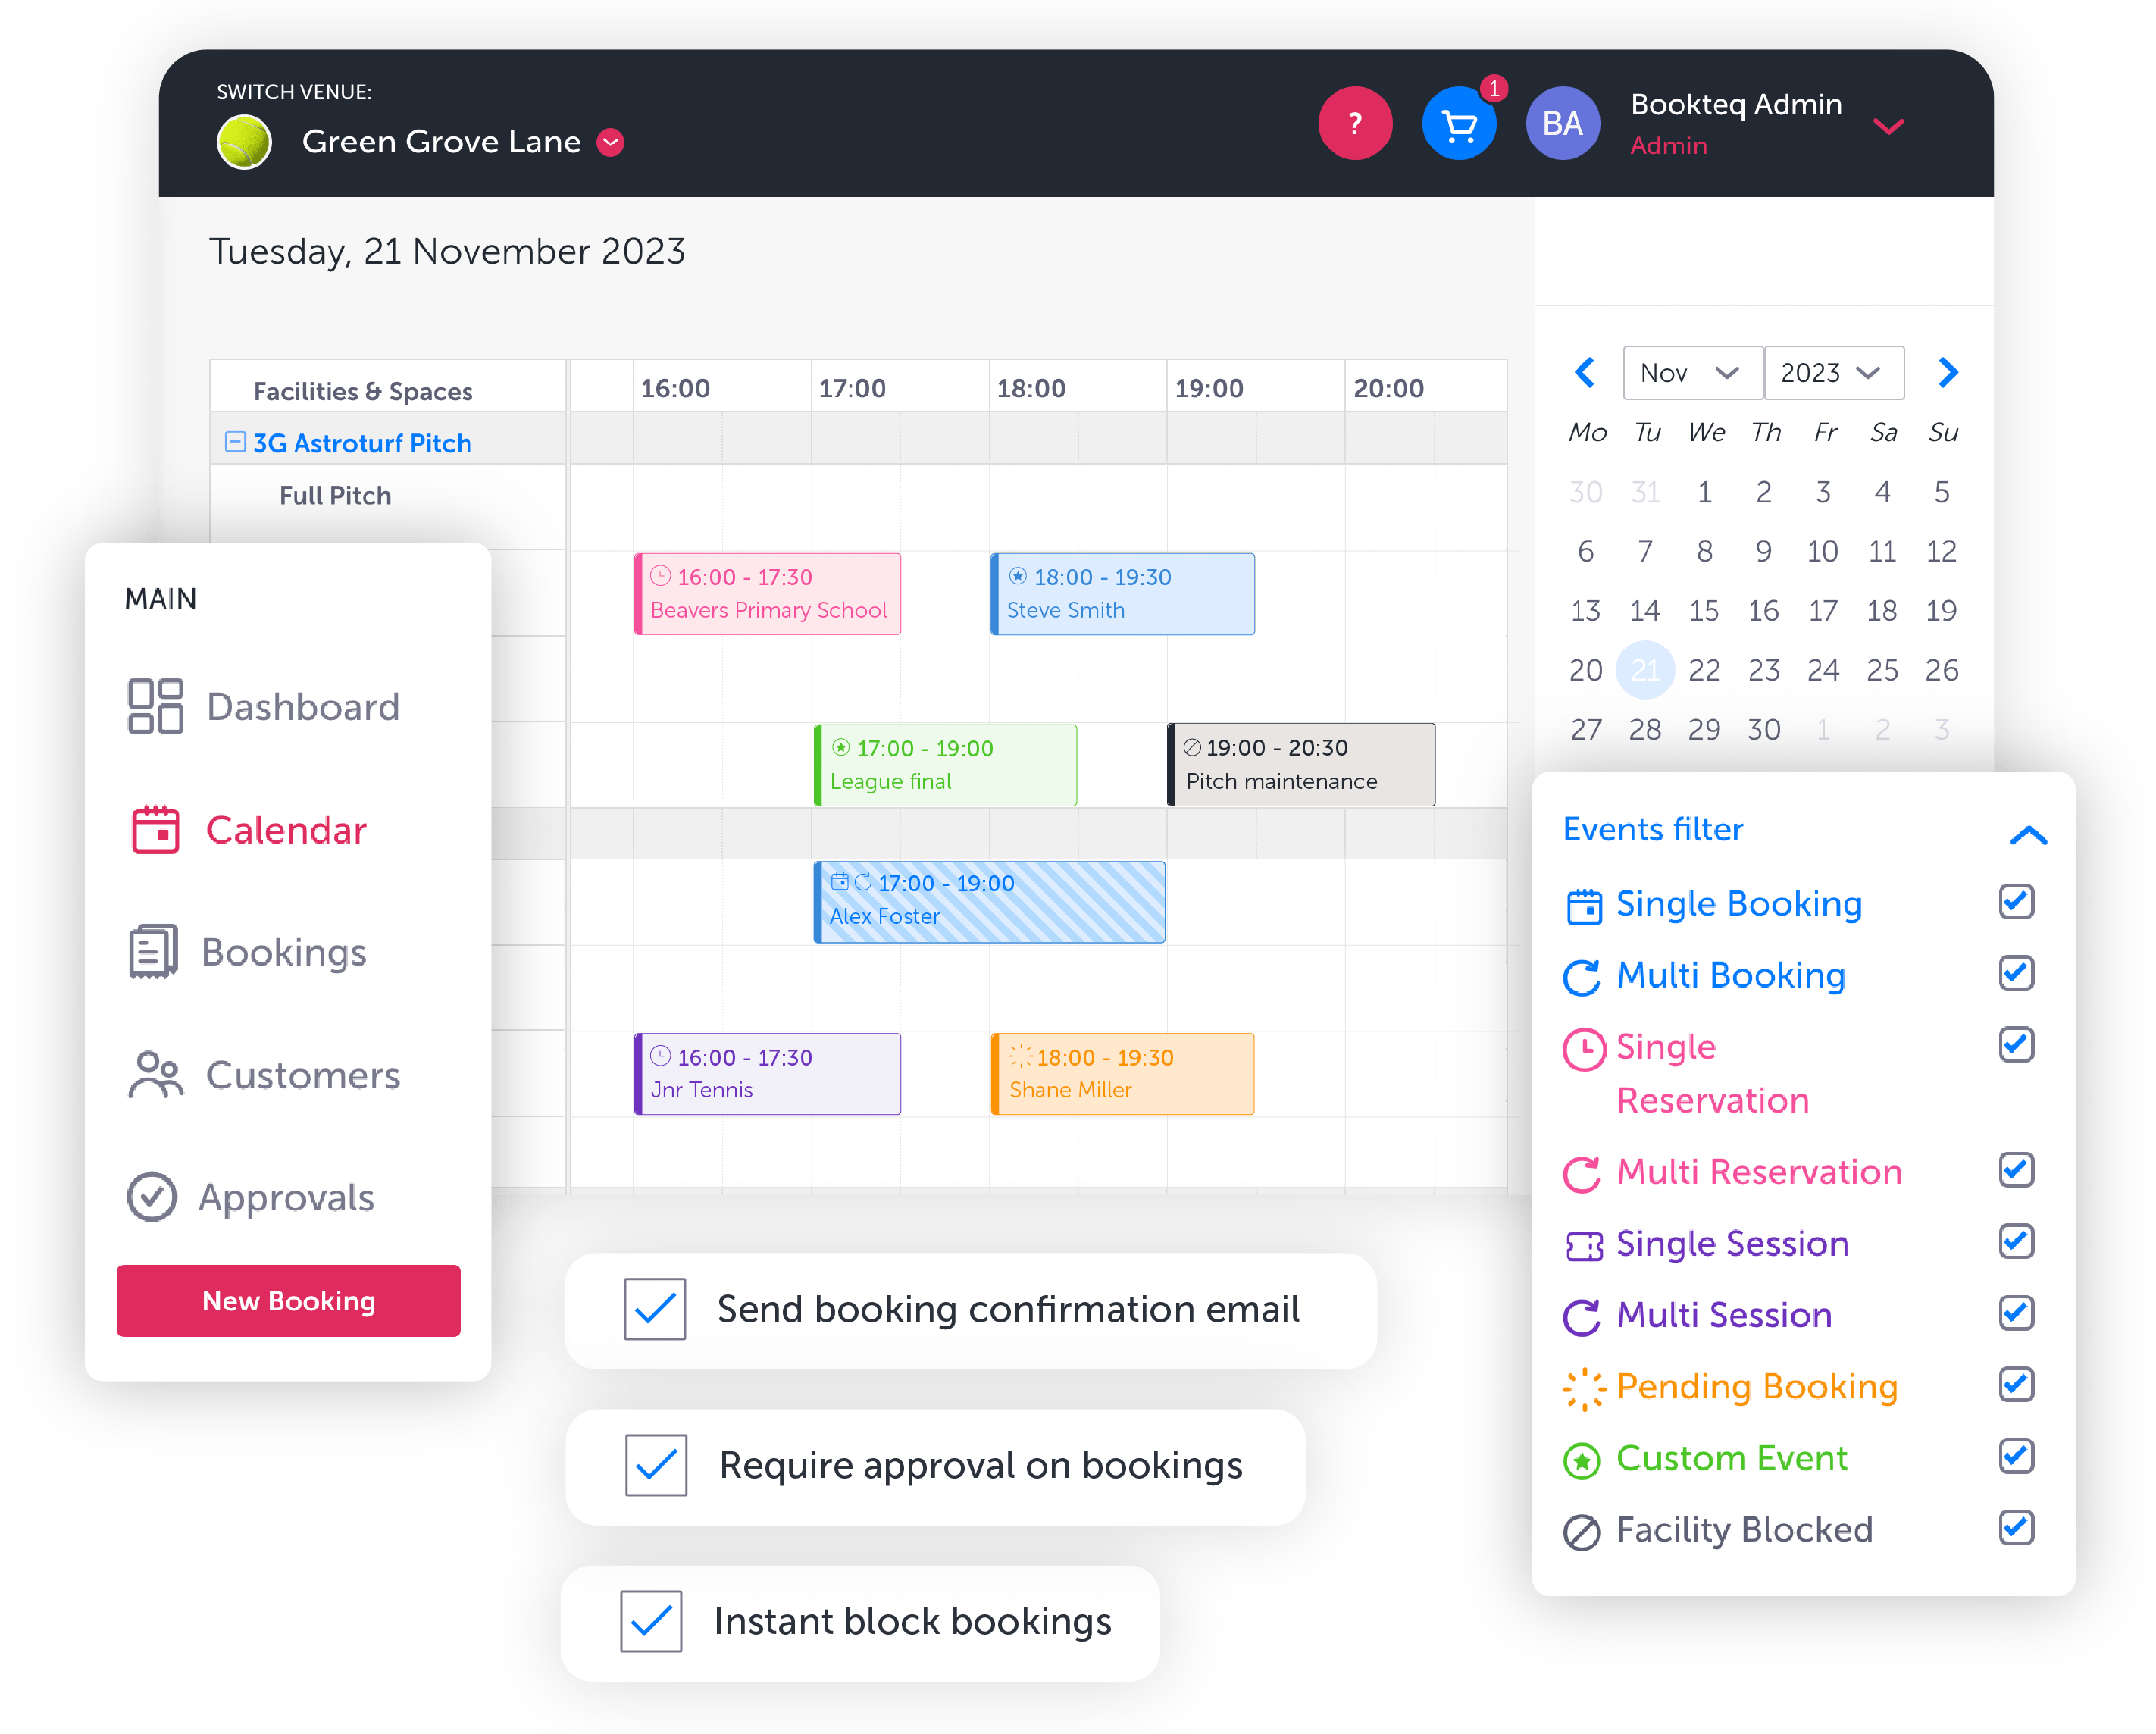 SWITCH VENUE:
Green Grove Lane
?
1
BA
Bookteq Admin
Admin
Tuesday, 21 November 2023
Facilities & Spaces
16:00
17:00
18:00
19:00
20:00
3G Astroturf Pitch
Full Pitch
16:00 - 17:30
Beavers Primary School
18:00 - 19:30
Steve Smith
17:00 - 19:00
League final
19:00 - 20:30
Pitch maintenance
17:00 - 19:00
Alex Foster
16:00 - 17:30
Jnr Tennis
18:00 - 19:30
Shane Miller
Nov
2023
Mo Tu We Th Fr Sa Su
30 31 1 2 3 4 5
6 7 8 9 10 11 12
13 14 15 16 17 18 19
20 21 22 23 24 25 26
27 28 29 30 1 2 3
MAIN
Dashboard
Calendar
Bookings
Customers
Approvals
New Booking
Events filter
Single Booking
Multi Booking
Single
Reservation
Multi Reservation
Single Session
Multi Session
Pending Booking
Custom Event
Facility Blocked
Send booking confirmation email
Require approval on bookings
Instant block bookings